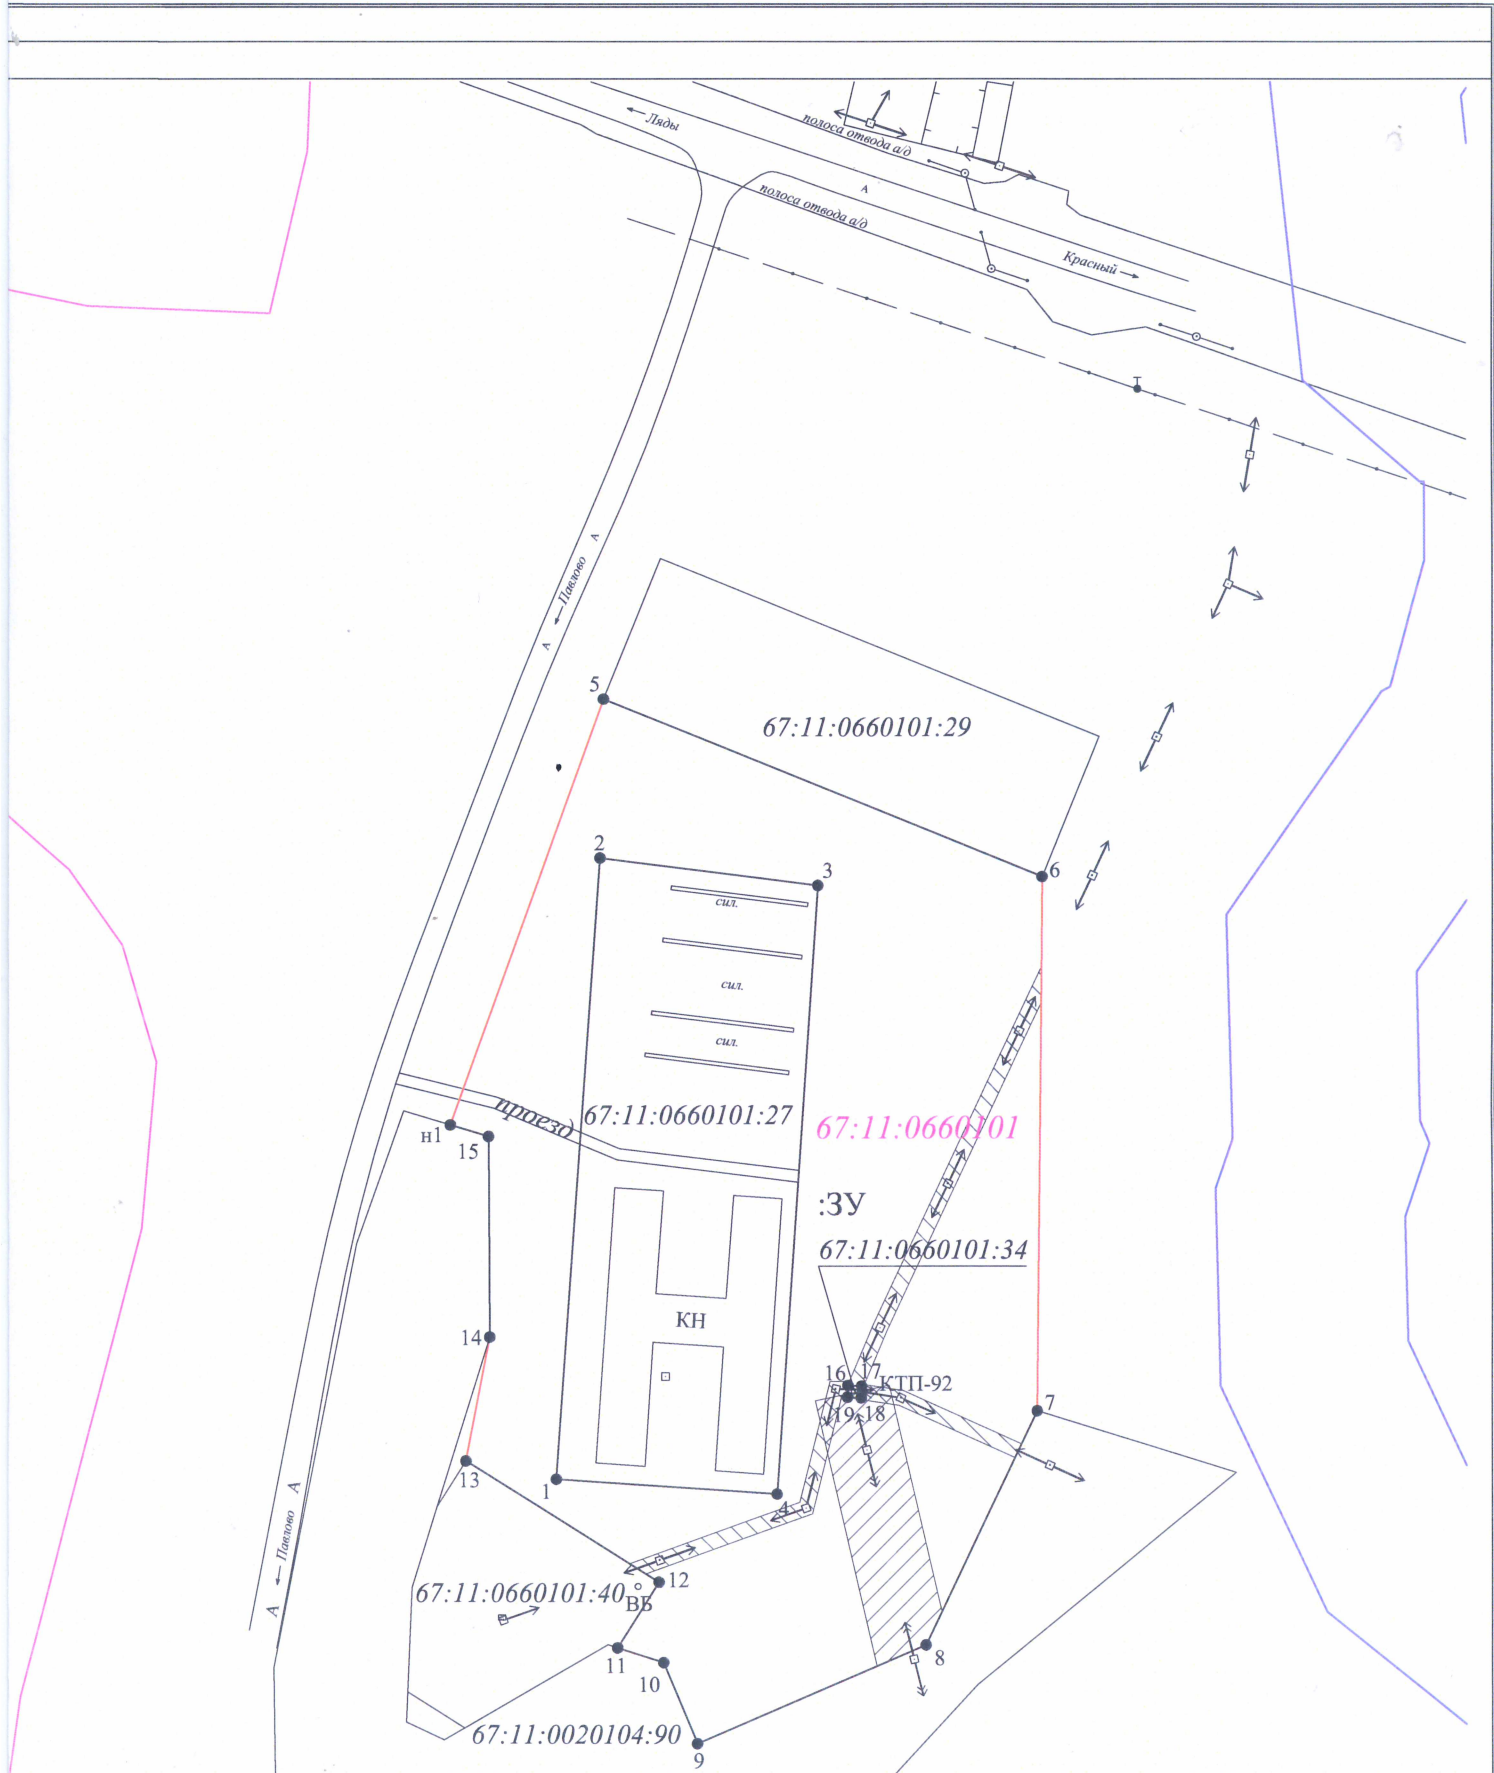 ← Ляды
полоса отвода а/д
А
полоса отвода а/д
Красный →
Т
А
← Павлово
А
5
67:11:0660101:29
2
3
6
сил.
сил.
сил.
проезд
67:11:0660101:27
67:11:0660101
н1
15
:ЗУ
67:11:0660101:34
КН
14
16
17
КТП-92
19
18
7
13
1
4
А
← Павлово
А
12
67:11:0660101:40
ВБ
11
10
8
67:11:0020104:90
9